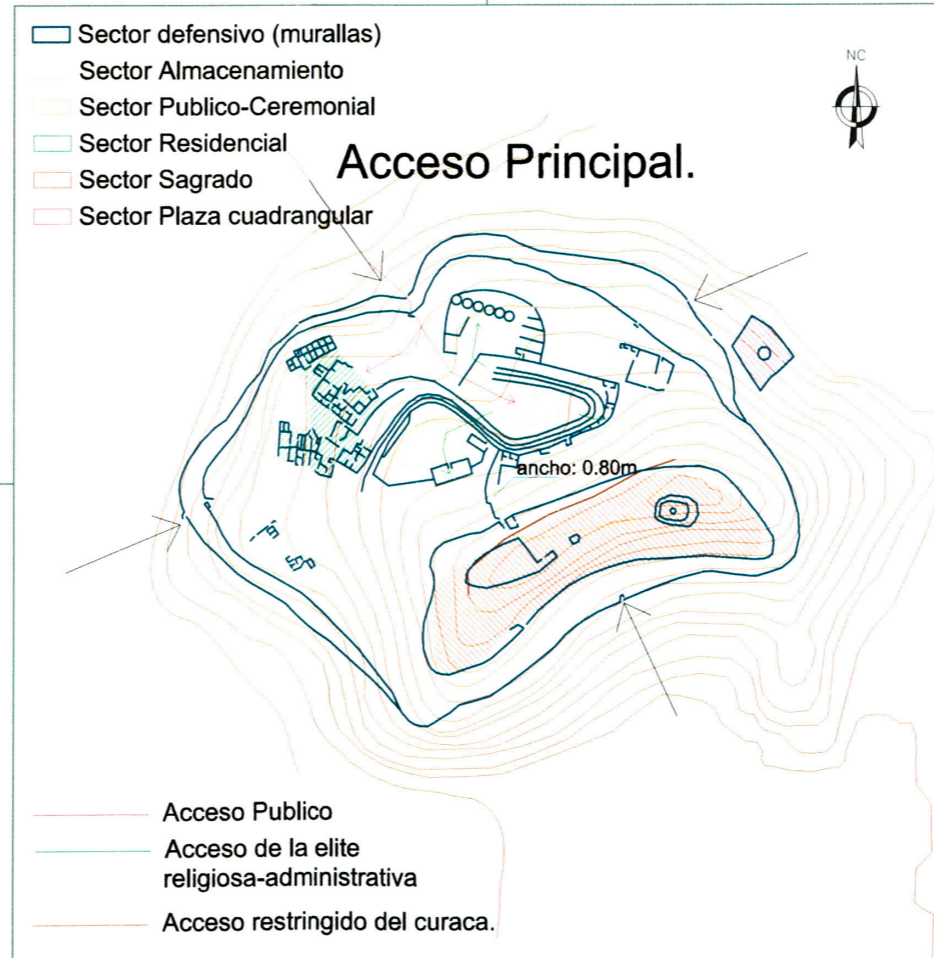 Sector defensivo (murallas)
Sector Almacenamiento
Sector Publico-Ceremonial
Sector Residencial
Sector Sagrado
Sector Plaza cuadrangular
NC
Acceso Principal.
ancho: 0.80m
Acceso Publico
Acceso de la elite
religiosa-administrativa
Acceso restringido del curaca.